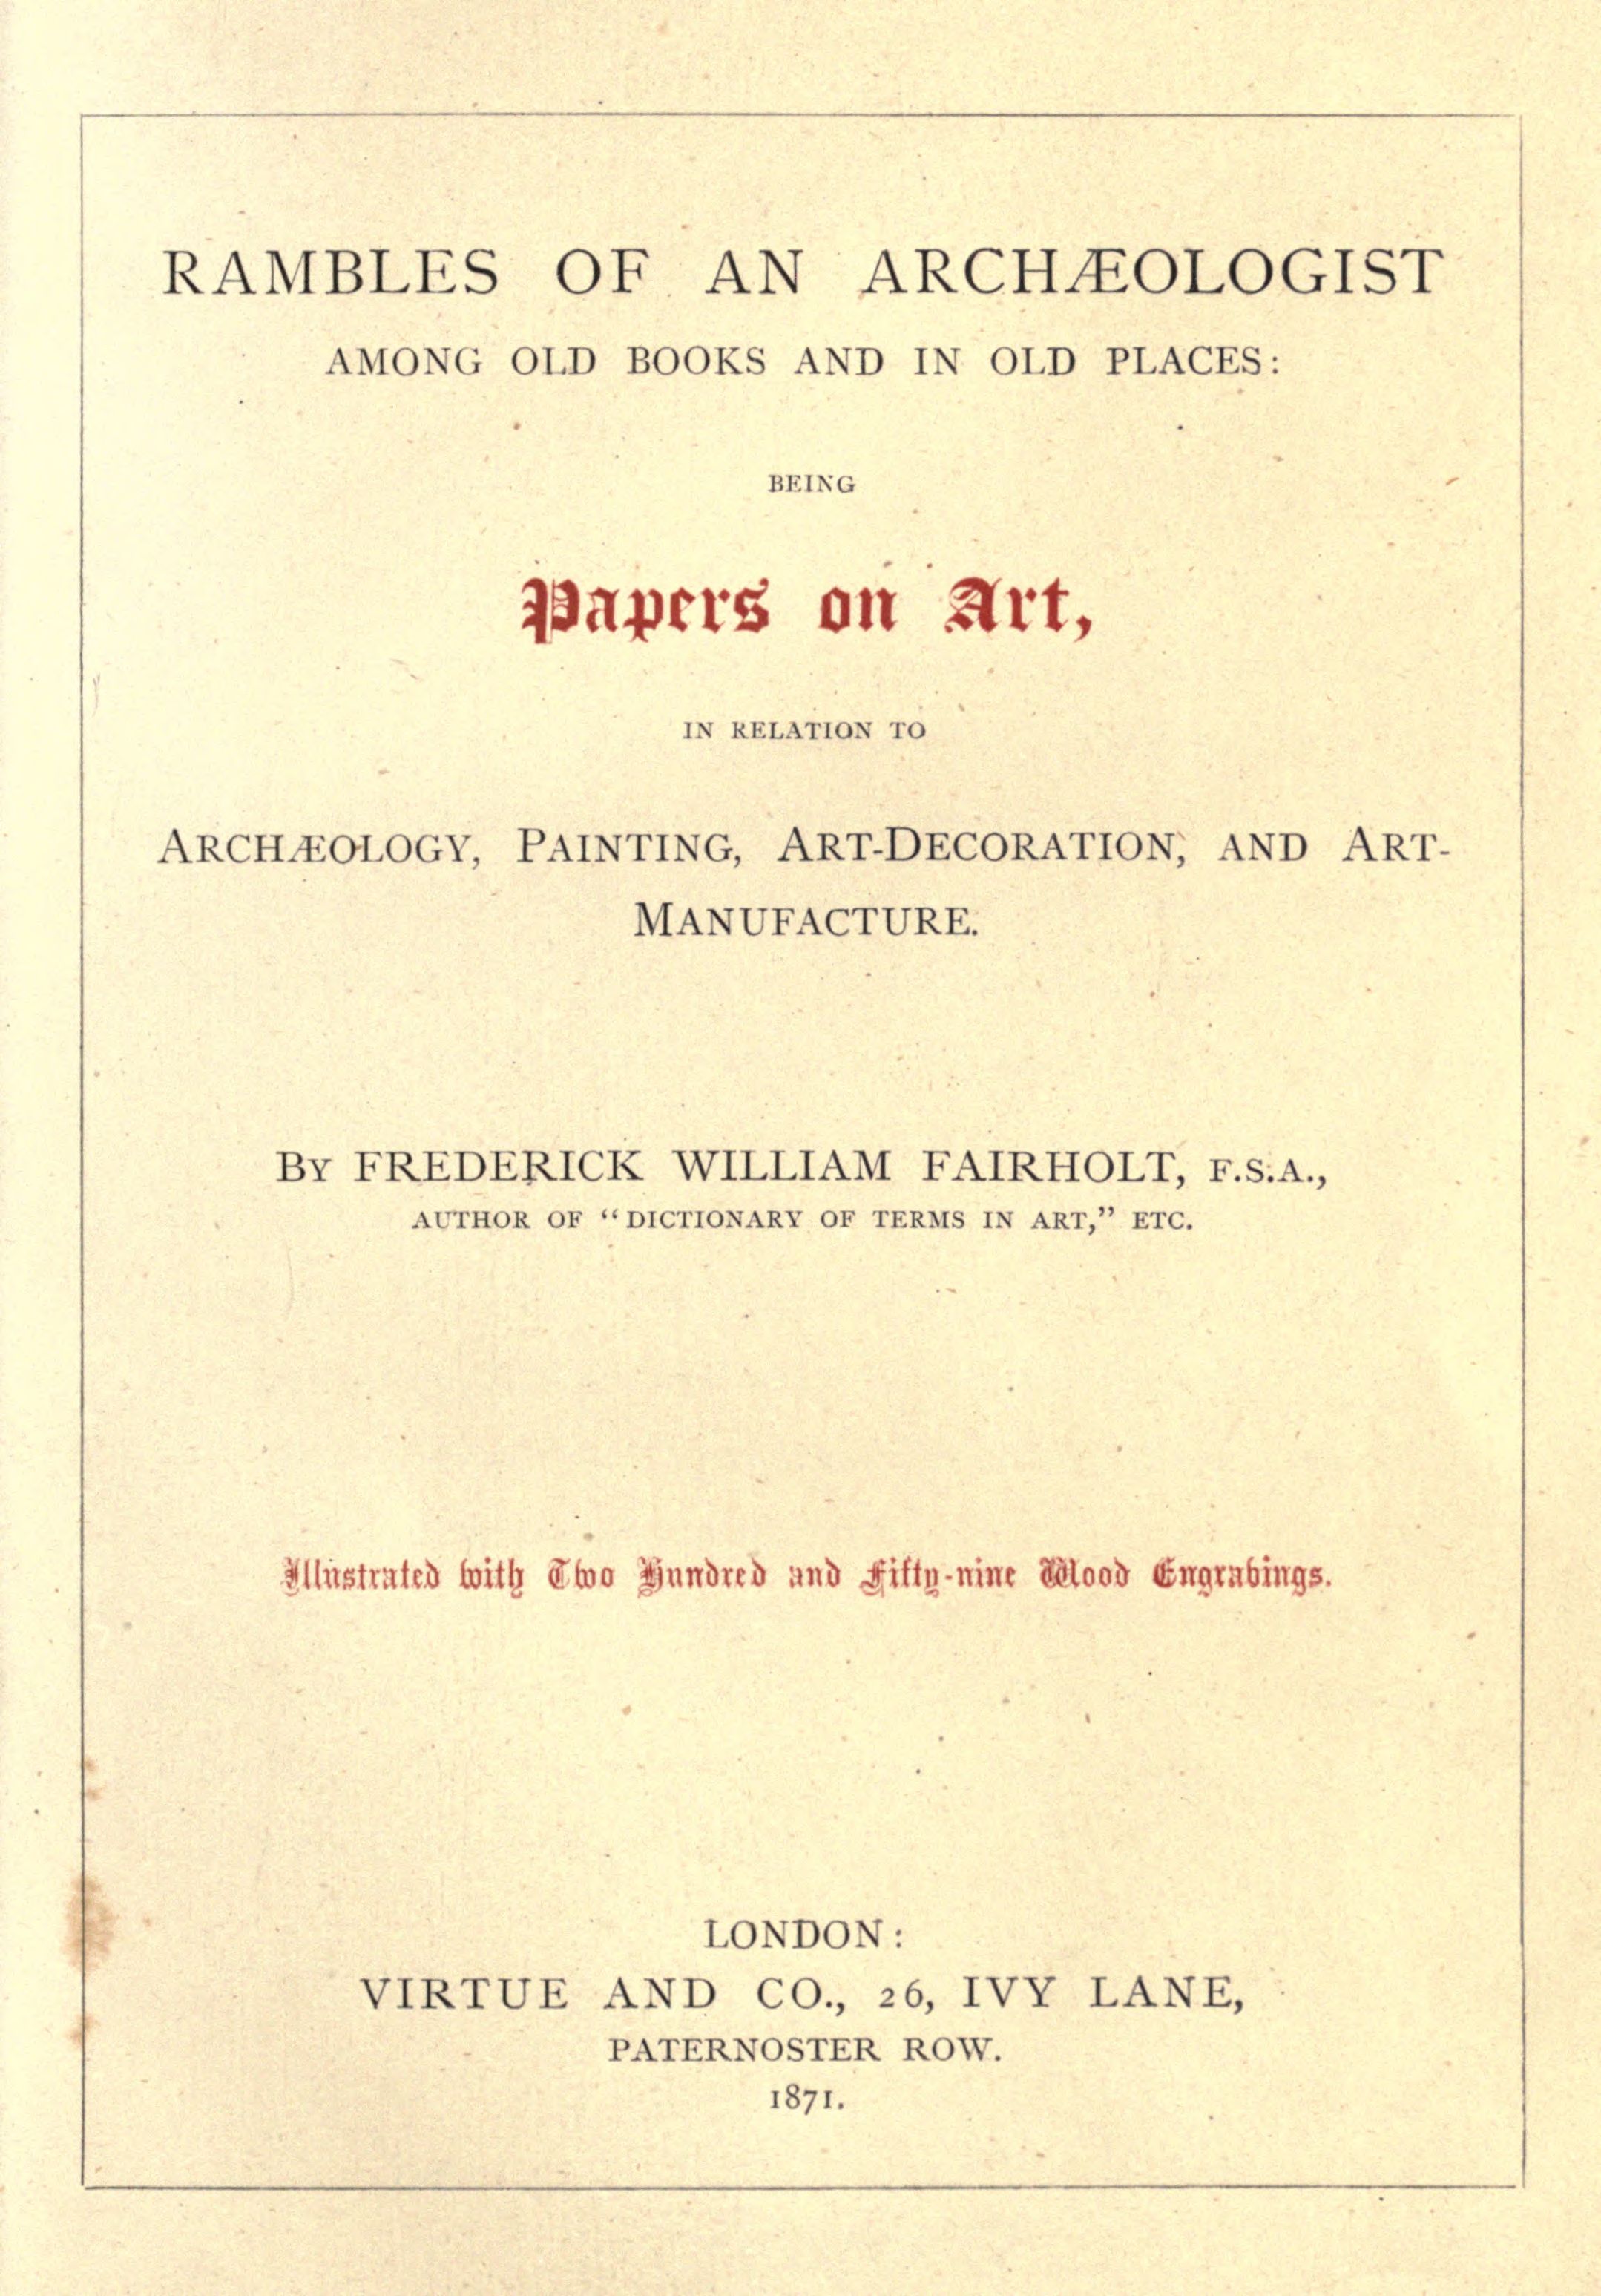 RAMBLES OF AN ARCHÆOLOGIST
AMONG OLD BOOKS AND IN OLD PLACES:
BEING
Papers on Art,
IN RELATION TO
ARCHÆOLOGY, PAINTING, ART-DECORATION, AND ART-
MANUFACTURE.
BY FREDERICK WILLIAM FAIRHOLT, F.S.A.,
AUTHOR OF “DICTIONARY OF TERMS IN ART,” ETC.
Illustrated with Two Hundred and Fifty-nine Wood Engravings.
LONDON:
VIRTUE AND CO., 26, IVY LANE,
PATERNOSTER ROW.
1871.